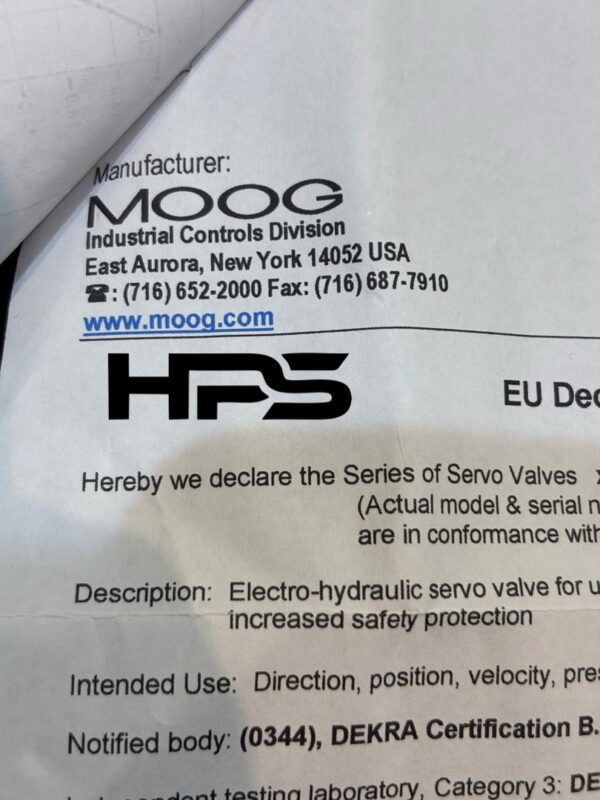 Manufacturer:
MOOG
Industrial Controls Division
East Aurora, New York 14052 USA
☎: (716) 652-2000 Fax: (716) 687-7910
www.moog.com
HPS
EU Dec
Hereby we declare the Series of Servo Valves
(Actual model & serial n
are in conformance with
Description: Electro-hydraulic servo valve for u
increased safety protection
Intended Use: Direction, position, velocity, pres
Notified body: (0344), DEKRA Certification B.
Independent testing laboratory, Category 3: DE